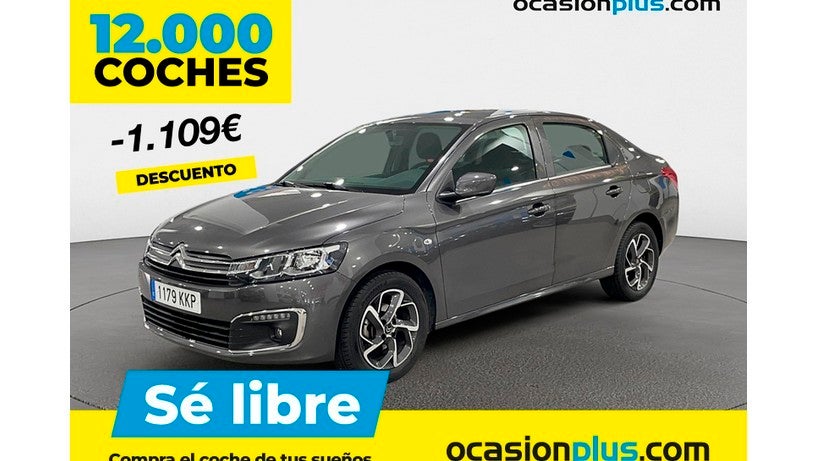 ocasionplus.com
12.000
COCHES
-1.109€
DESCUENTO
1179 KKP
Sé libre
Compra el coche de tus sueños
ocasionplus.com